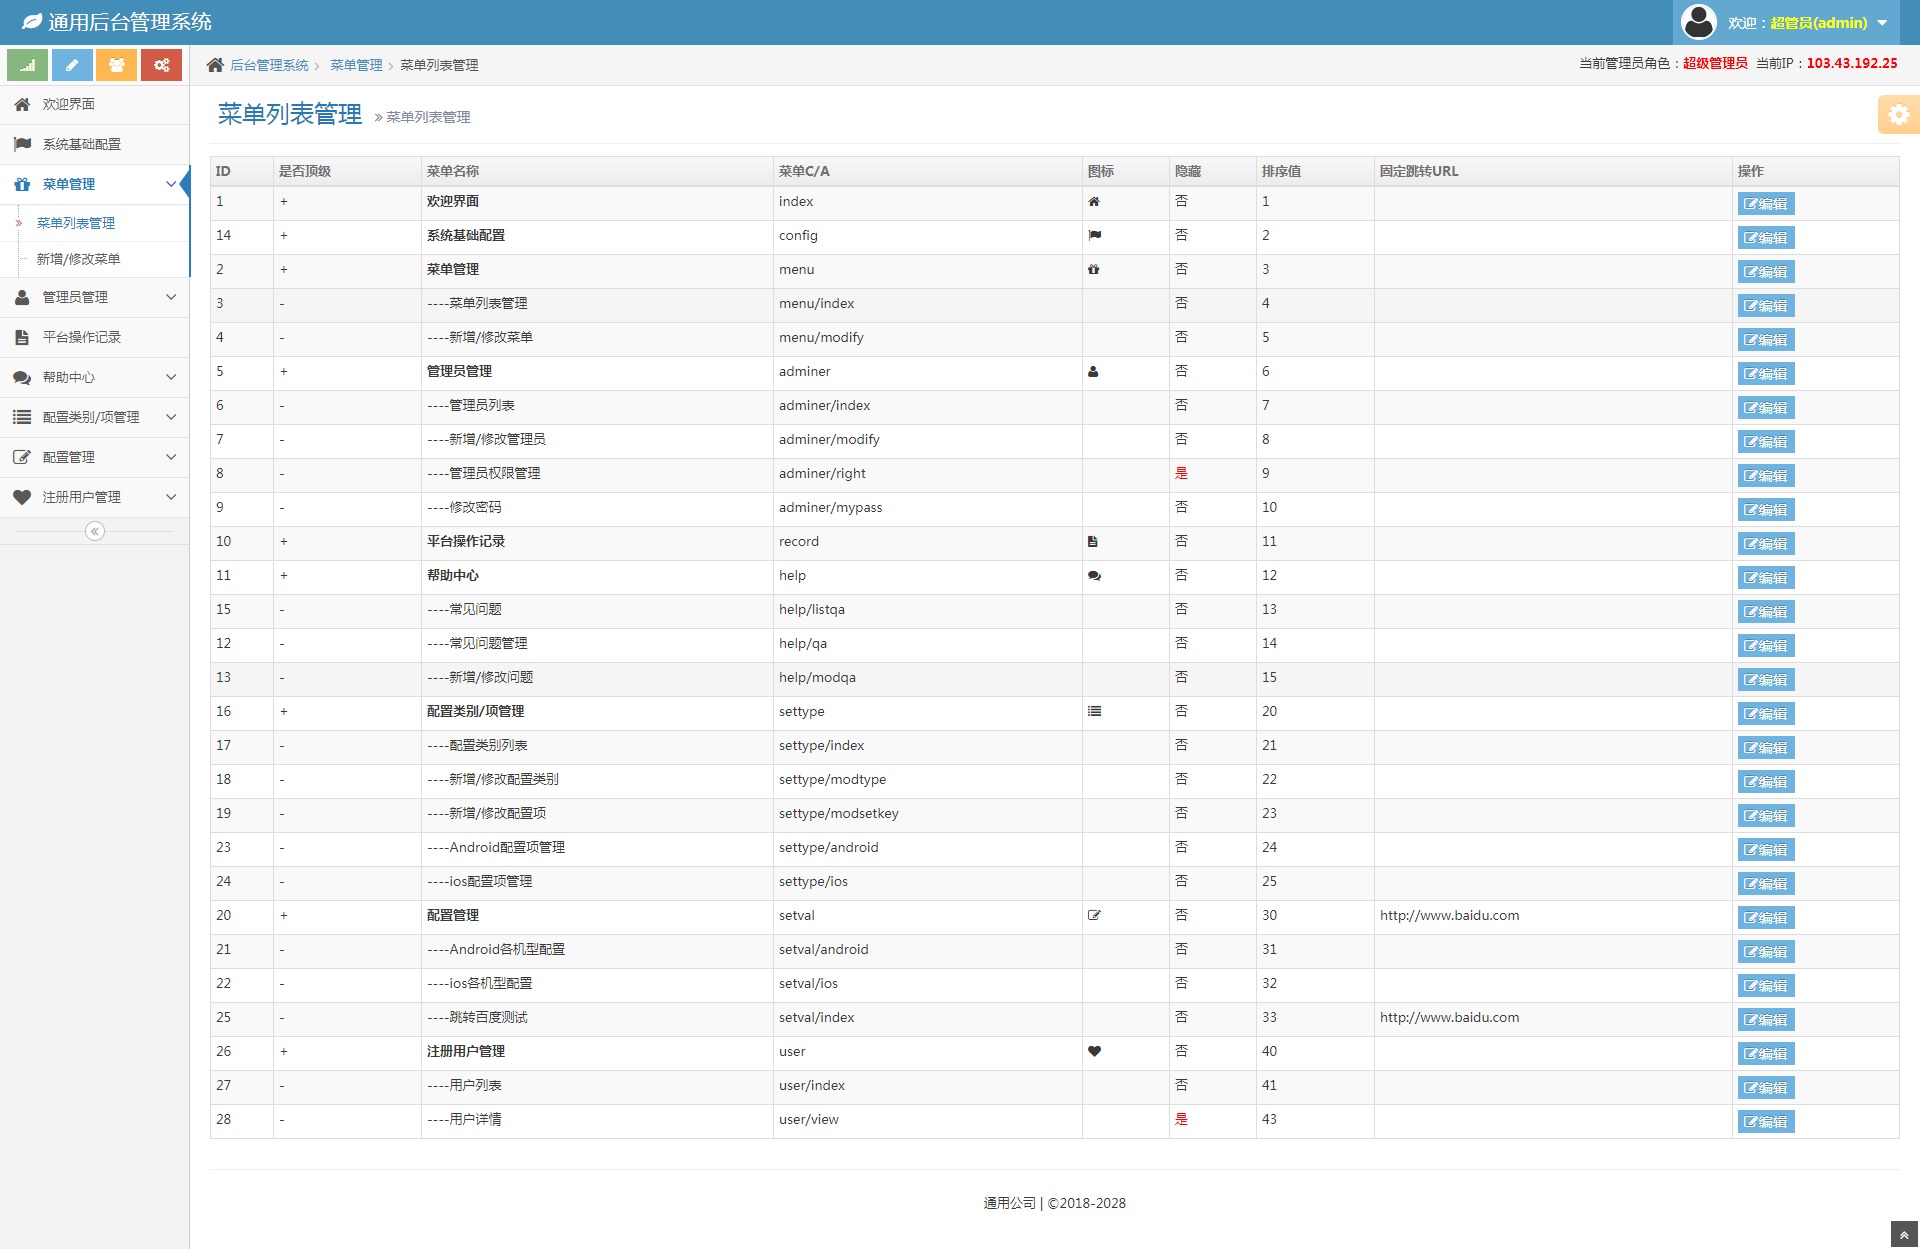 通用后台管理系统
欢迎：超管员(admin)
后台管理系统 菜单管理 菜单列表管理
当前管理员角色：超级管理员 当前IP：103.43.192.25
欢迎界面
系统基础配置
菜单管理
菜单列表管理
新增/修改菜单
管理员管理
平台操作记录
帮助中心
配置类别/项管理
配置管理
注册用户管理
菜单列表管理 » 菜单列表管理
ID 是否顶级 菜单名称 菜单C/A 图标 隐藏 排序值 固定跳转URL 操作
1 + 欢迎界面 index 否 1 编辑
14 + 系统基础配置 config 否 2 编辑
2 + 菜单管理 menu 否 3 编辑
3 - ----菜单列表管理 menu/index 否 4 编辑
4 - ----新增/修改菜单 menu/modify 否 5 编辑
5 + 管理员管理 adminer 否 6 编辑
6 - ----管理员列表 adminer/index 否 7 编辑
7 - ----新增/修改管理员 adminer/modify 否 8 编辑
8 - ----管理员权限管理 adminer/right 是 9 编辑
9 - ----修改密码 adminer/mypass 否 10 编辑
10 + 平台操作记录 record 否 11 编辑
11 + 帮助中心 help 否 12 编辑
15 - ----常见问题 help/listqa 否 13 编辑
12 - ----常见问题管理 help/qa 否 14 编辑
13 - ----新增/修改问题 help/modqa 否 15 编辑
16 + 配置类别/项管理 settype 否 20 编辑
17 - ----配置类别列表 settype/index 否 21 编辑
18 - ----新增/修改配置类别 settype/modtype 否 22 编辑
19 - ----新增/修改配置项 settype/modsetkey 否 23 编辑
23 - ----Android配置项管理 settype/android 否 24 编辑
24 - ----ios配置项管理 settype/ios 否 25 编辑
20 + 配置管理 setval 否 30 http://www.baidu.com 编辑
21 - ----Android各机型配置 setval/android 否 31 编辑
22 - ----ios各机型配置 setval/ios 否 32 编辑
25 - ----跳转百度测试 setval/index 否 33 http://www.baidu.com 编辑
26 + 注册用户管理 user 否 40 编辑
27 - ----用户列表 user/index 否 41 编辑
28 - ----用户详情 user/view 是 43 编辑
通用公司 | ©2018-2028